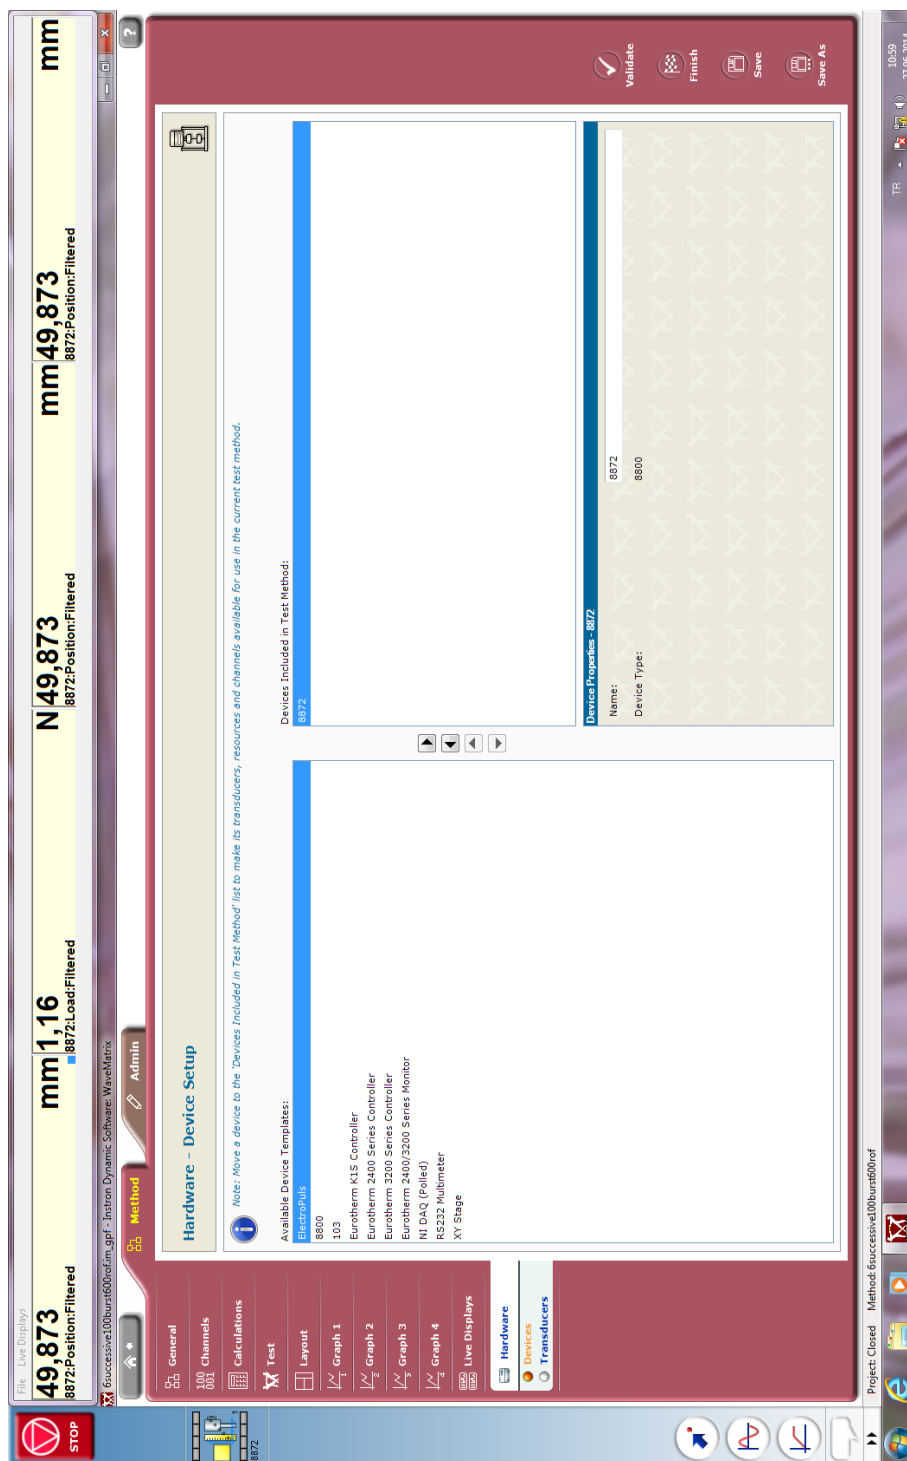 STOP
File Live Displays
49,873 mm
8872:Position:Filtered
1,16 N
8872:Load:Filtered
49,873 mm
8872:Position:Filtered
49,873 mm
8872:Position:Filtered
6successive100burst600rof.im_gpf - Instron Dynamic Software: WaveMatrix
Method
Admin
?
8872
General
Channels
Calculations
Test
Layout
Graph 1
Graph 2
Graph 3
Graph 4
Live Displays
Hardware
Devices
Transducers
Hardware - Device Setup
Note: Move a device to the 'Devices Included in Test Method' list to make its transducers, resources and channels available for use in the current test method.
Available Device Templates:
ElectroPuls
8800
103
Eurotherm K1S Controller
Eurotherm 2400 Series Controller
Eurotherm 3200 Series Controller
Eurotherm 2400/3200 Series Monitor
NI DAQ (Polled)
RS232 Multimeter
XY Stage
Devices Included in Test Method:
8872
Device Properties - 8872
Name: 8872
Device Type: 8800
Validate
Finish
Save
Save As
Project: Closed Method: 6successive100burst600rof
TR
10:59
27.06.2014